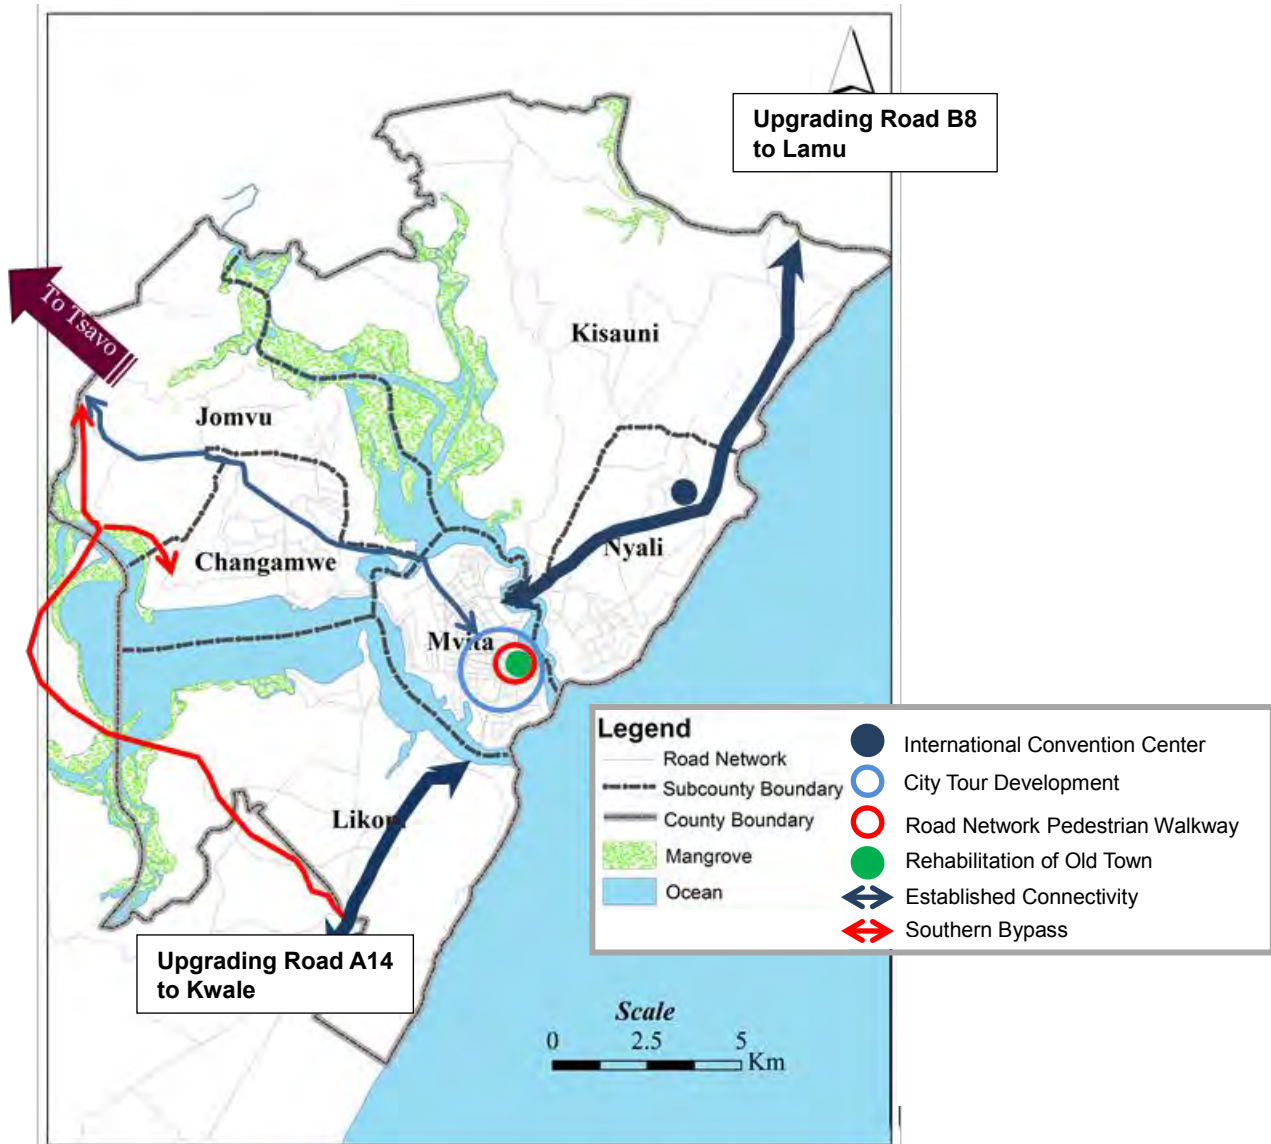 Upgrading Road B8
to Lamu
To Tsavo
Kisauni
Jomvu
Changamwe
Nyali
Mvita
Likoni
Legend
Road Network
Subcounty Boundary
County Boundary
Mangrove
Ocean
International Convention Center
City Tour Development
Road Network Pedestrian Walkway
Rehabilitation of Old Town
Established Connectivity
Southern Bypass
Upgrading Road A14
to Kwale
Scale
0 2.5 5
Km